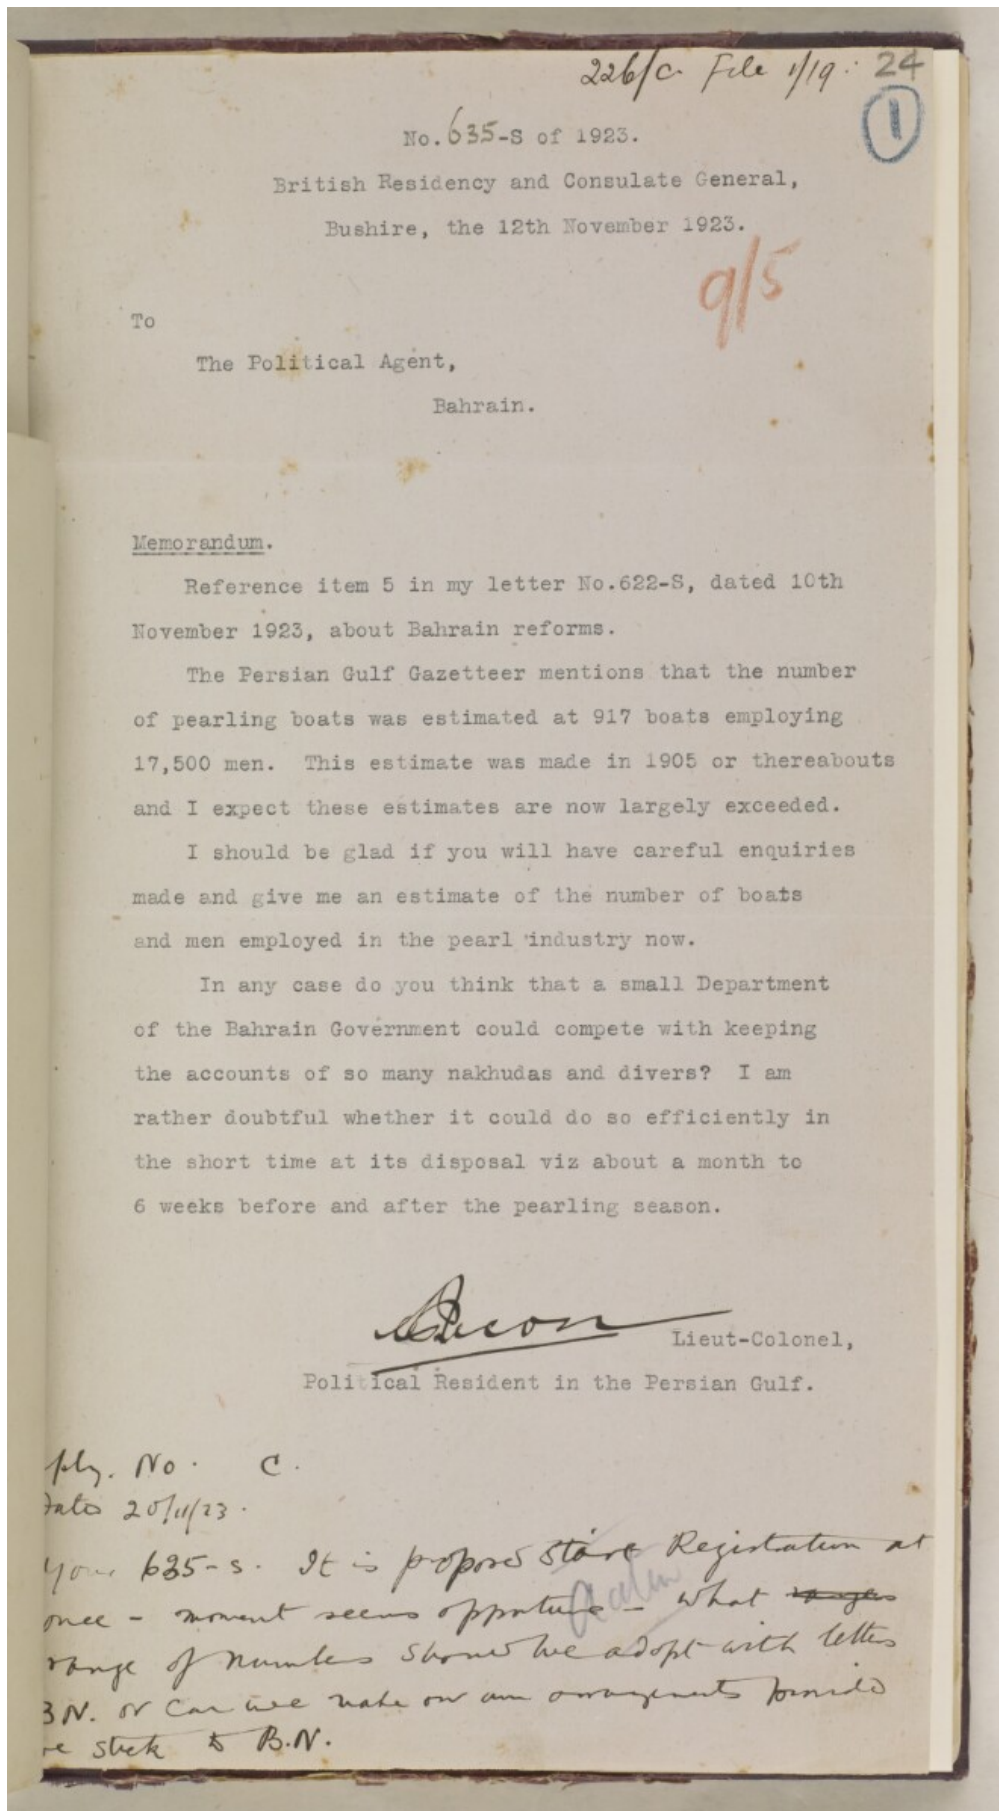 226/C. File 1/19: 24
1
No. 635-S of 1923.
British Residency and Consulate General,
Bushire, the 12th November 1923.
9/5
To
The Political Agent,
Bahrain.
Memorandum.
Reference item 5 in my letter No.622-S, dated 10th
November 1923, about Bahrain reforms.
The Persian Gulf Gazetteer mentions that the number
of pearling boats was estimated at 917 boats employing
17,500 men. This estimate was made in 1905 or thereabouts
and I expect these estimates are now largely exceeded.
I should be glad if you will have careful enquiries
made and give me an estimate of the number of boats
and men employed in the pearl industry now.
In any case do you think that a small Department
of the Bahrain Government could compete with keeping
the accounts of so many nakhudas and divers? I am
rather doubtful whether it could do so efficiently in
the short time at its disposal viz about a month to
6 weeks before and after the pearling season.
Lieut-Colonel,
Political Resident in the Persian Gulf.
No. C.
20/11/23.
your 635-S. It is proposed start Registration at
once - moment seems opportune - what
range of numbers should we adopt with letters
B.N. or can we make our own arrangements provided
we stick to B.N.